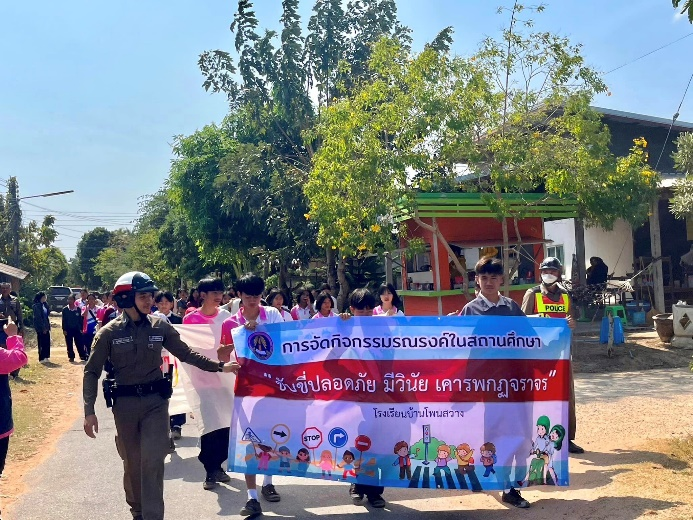 การจัดกิจกรรมรณรงค์ในสถานศึกษา
"ขับขี่ปลอดภัย มีวินัย เคารพกฎจราจร"
โรงเรียนบ้านโพนสว่าง
STOP
POLICE